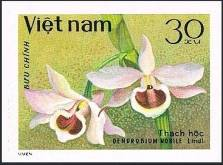 Việt nam
30
XU
BƯU CHÍNH
Thạch hộc
DENDROBIUM NOBILE Lindl.